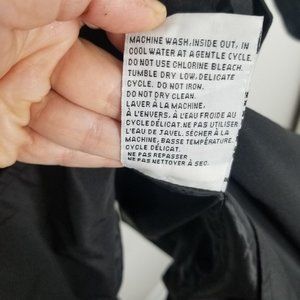 MACHINE WASH, INSIDE OUT, IN
COOL WATER AT A GENTLE CYCLE.
DO NOT USE CHLORINE BLEACH.
TUMBLE DRY LOW, DELICATE
CYCLE. DO NOT IRON.
DO NOT DRY CLEAN.
LAVER À LA MACHINE,
À L'ENVERS, À L'EAU FROIDE AU
CYCLE DÉLICAT. NE PAS UTILISER
L'EAU DE JAVEL. SÉCHER À LA
MACHINE, BASSE TEMPÉRATURE,
CYCLE DÉLICAT.
NE PAS REPASSER.
NE PAS NETTOYER À SEC.